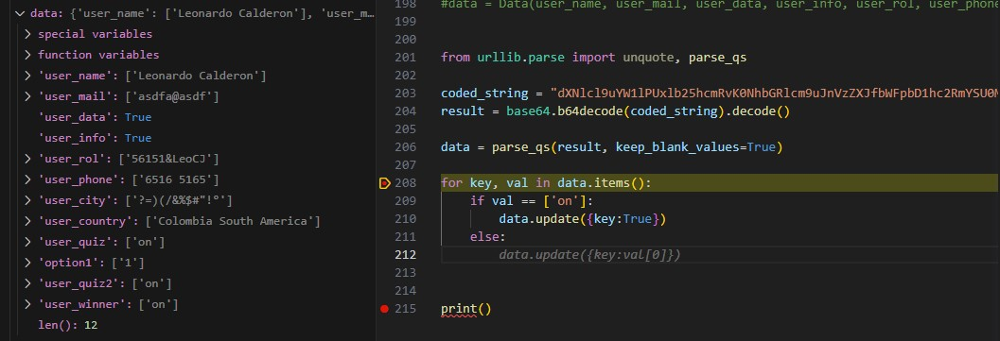 data: {'user_name': ['Leonardo Calderon'], 'user_m...
special variables
function variables
'user_name': ['Leonardo Calderon']
'user_mail': ['asdfa@asdf']
'user_data': True
'user_info': True
'user_rol': ['56151&LeoCJ']
'user_phone': ['6516 5165']
'user_city': ['?=)(/&%$#"!°']
'user_country': ['Colombia South America']
'user_quiz': ['on']
'option1': ['1']
'user_quiz2': ['on']
'user_winner': ['on']
len(): 12
198 #data = Data(user_name, user_mail, user_data, user_info, user_rol, user_phone
199
200
201 from urllib.parse import unquote, parse_qs
202
203 coded_string =
204 result = base64.b64decode(coded_string).decode()
205
206 data = parse_qs(result, keep_blank_values=True)
207
208 for key, val in data.items():
209 if val == ['on']:
210 data.update({key:True})
211 else:
212 data.update({key:val[0]})
213
214
215 print()